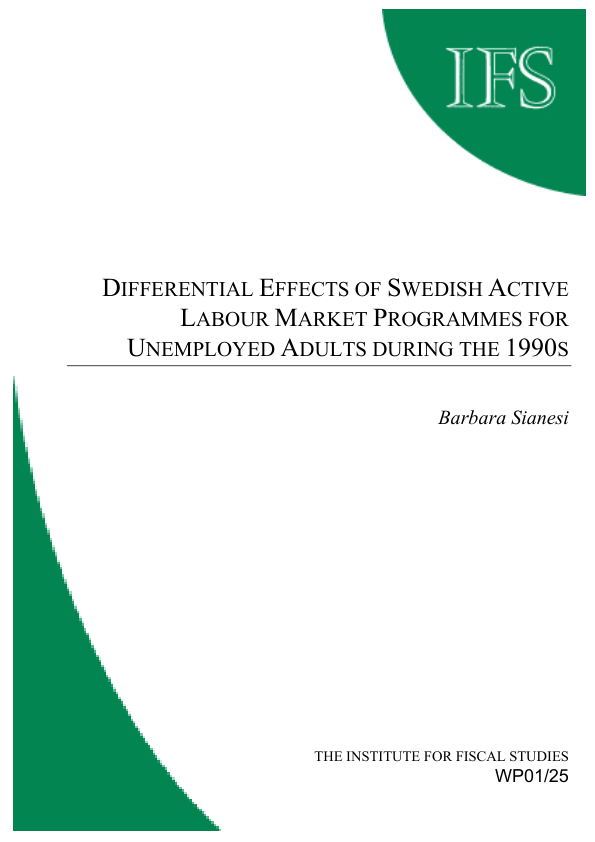 IFS
DIFFERENTIAL EFFECTS OF SWEDISH ACTIVE
LABOUR MARKET PROGRAMMES FOR
UNEMPLOYED ADULTS DURING THE 1990S
Barbara Sianesi
THE INSTITUTE FOR FISCAL STUDIES
WP01/25